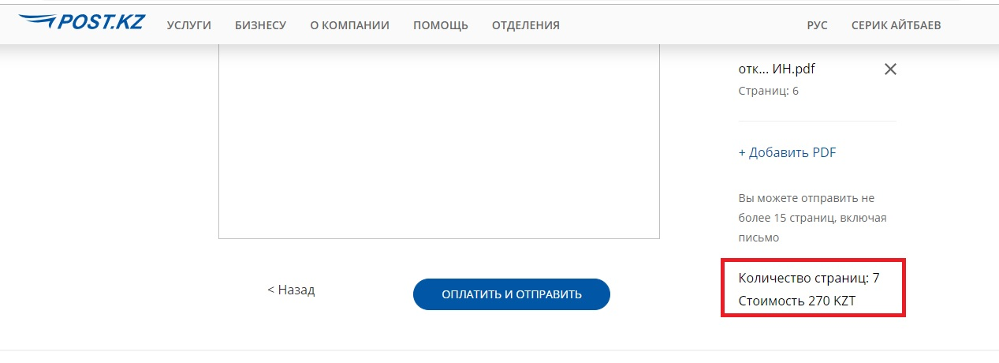 POST.KZ УСЛУГИ БИЗНЕСУ О КОМПАНИИ ПОМОЩЬ ОТДЕЛЕНИЯ РУС СЕРИК АЙТБАЕВ
отк... ИН.pdf
Страниц: 6
+ Добавить PDF
Вы можете отправить не
более 15 страниц, включая
письмо
Количество страниц: 7
Стоимость 270 KZT
< Назад
ОПЛАТИТЬ И ОТПРАВИТЬ